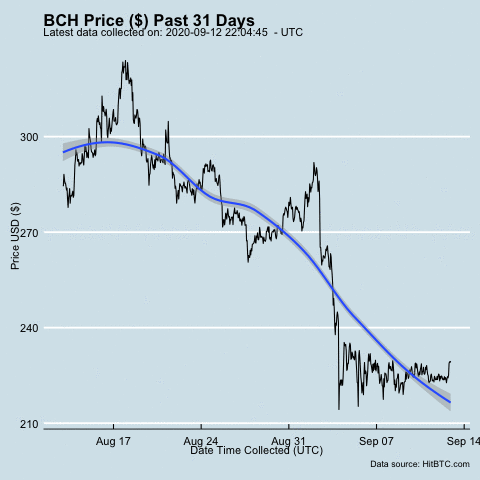 BCH Price ($) Past 31 Days
Latest data collected on: 2020-09-12 22:04:45 - UTC
300
270
240
210
Price USD ($)
Aug 17 Aug 24 Aug 31 Sep 07 Sep 14
Date Time Collected (UTC)
Data source: HitBTC.com